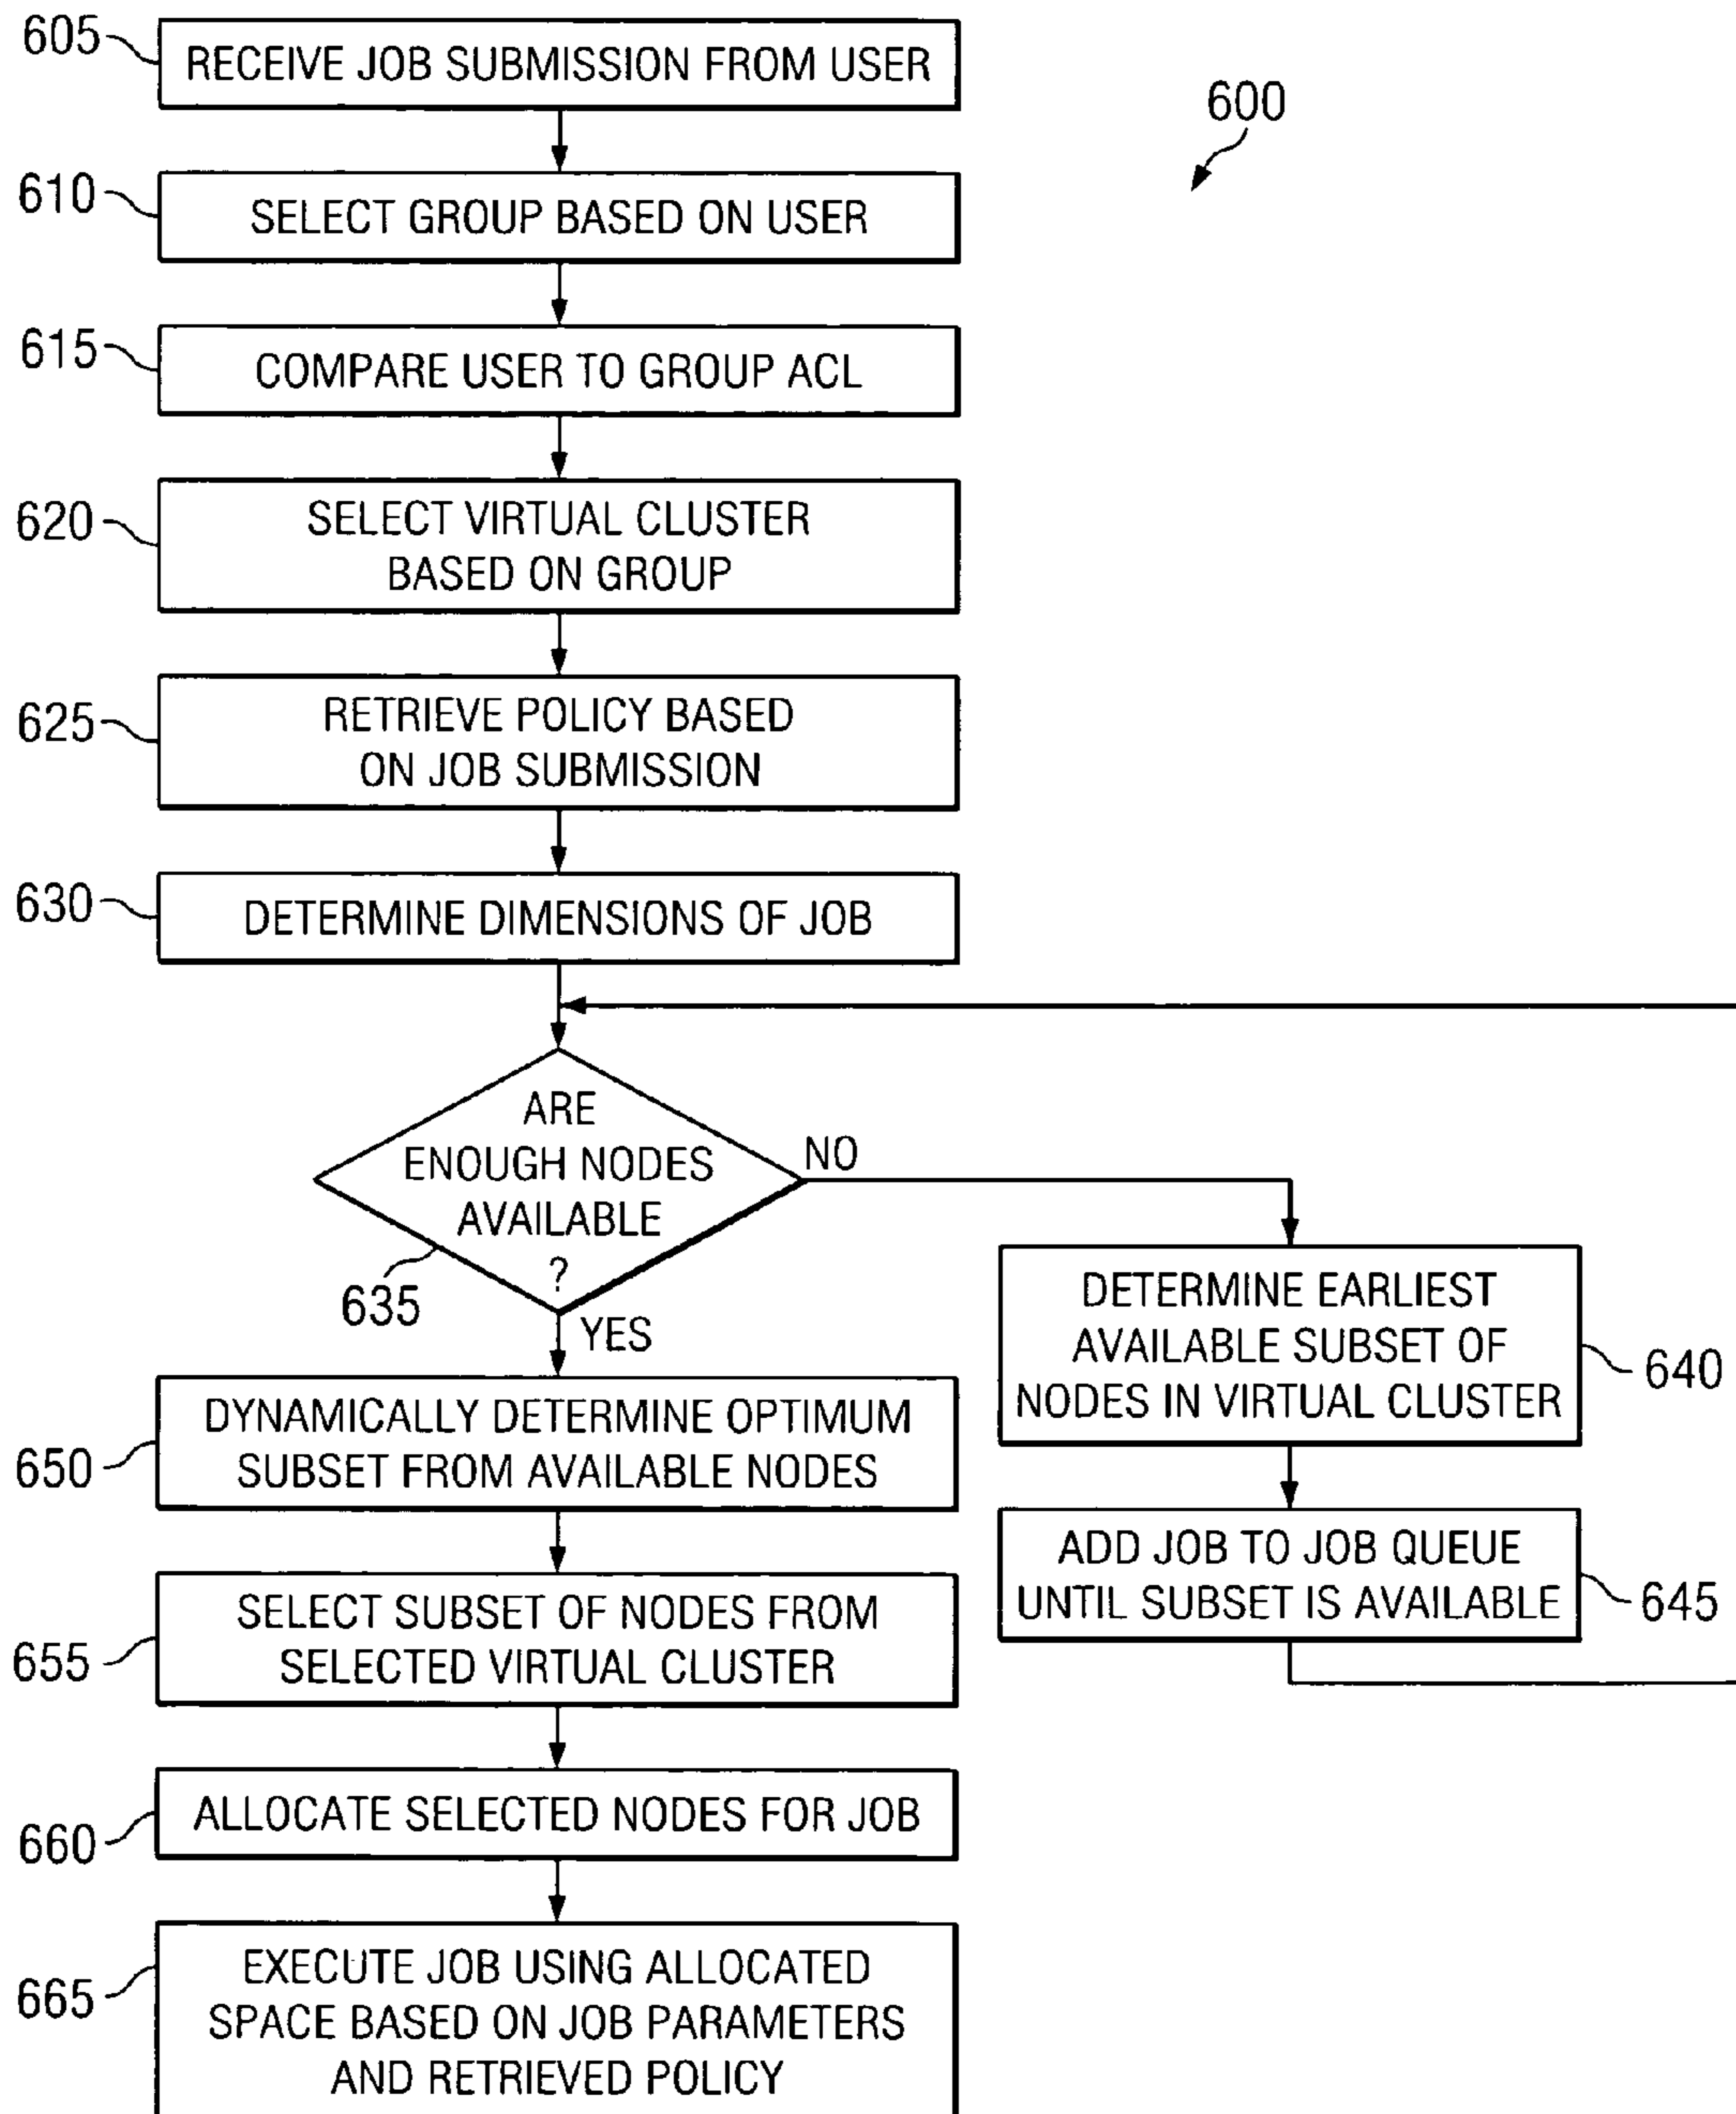 605
RECEIVE JOB SUBMISSION FROM USER
600
610
SELECT GROUP BASED ON USER
615
COMPARE USER TO GROUP ACL
620
SELECT VIRTUAL CLUSTER
BASED ON GROUP
625
RETRIEVE POLICY BASED
ON JOB SUBMISSION
630
DETERMINE DIMENSIONS OF JOB
ARE
ENOUGH NODES
AVAILABLE
?
635
NO
YES
DETERMINE EARLIEST
AVAILABLE SUBSET OF
NODES IN VIRTUAL CLUSTER
640
ADD JOB TO JOB QUEUE
UNTIL SUBSET IS AVAILABLE
645
650
DYNAMICALLY DETERMINE OPTIMUM
SUBSET FROM AVAILABLE NODES
655
SELECT SUBSET OF NODES FROM
SELECTED VIRTUAL CLUSTER
660
ALLOCATE SELECTED NODES FOR JOB
665
EXECUTE JOB USING ALLOCATED
SPACE BASED ON JOB PARAMETERS
AND RETRIEVED POLICY